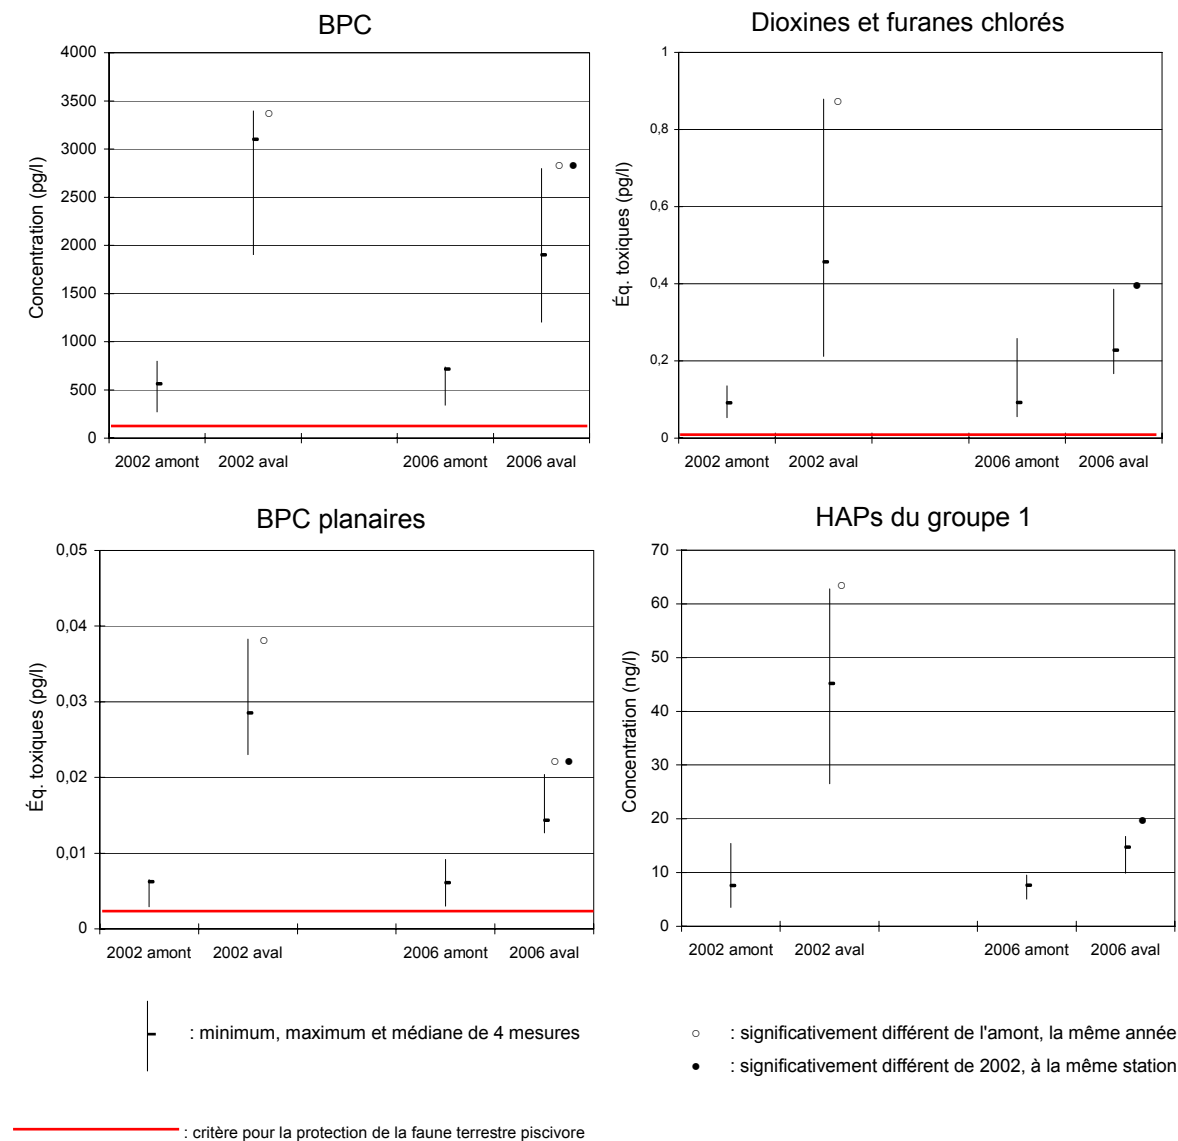 BPC
Concentration (pg/l)
4000
3500
3000
2500
2000
1500
1000
500
0
2002 amont
2002 aval
2006 amont
2006 aval
Dioxines et furanes chlorés
Éq. toxiques (pg/l)
1
0,8
0,6
0,4
0,2
0
2002 amont
2002 aval
2006 amont
2006 aval
BPC planaires
Éq. toxiques (pg/l)
0,05
0,04
0,03
0,02
0,01
0
2002 amont
2002 aval
2006 amont
2006 aval
HAPs du groupe 1
Concentration (ng/l)
70
60
50
40
30
20
10
0
2002 amont
2002 aval
2006 amont
2006 aval
: minimum, maximum et médiane de 4 mesures
: significativement différent de l'amont, la même année
: significativement différent de 2002, à la même station
: critère pour la protection de la faune terrestre piscivore